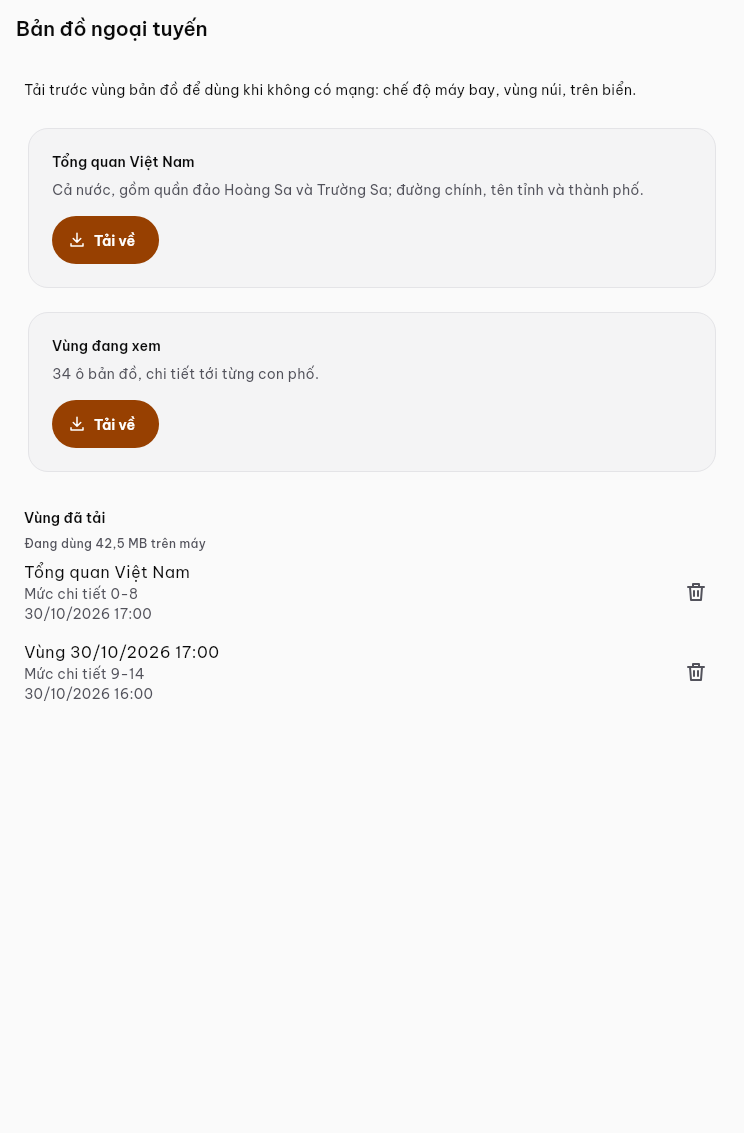 Bản đồ ngoại tuyến
Tải trước vùng bản đồ để dùng khi không có mạng: chế độ máy bay, vùng núi, trên biển.
Tổng quan Việt Nam
Cả nước, gồm quần đảo Hoàng Sa và Trường Sa; đường chính, tên tỉnh và thành phố.
Tải về
Vùng đang xem
34 ô bản đồ, chi tiết tới từng con phố.
Tải về
Vùng đã tải
Đang dùng 42,5 MB trên máy
Tổng quan Việt Nam
Mức chi tiết 0-8
30/10/2026 17:00
Vùng 30/10/2026 17:00
Mức chi tiết 9-14
30/10/2026 16:00